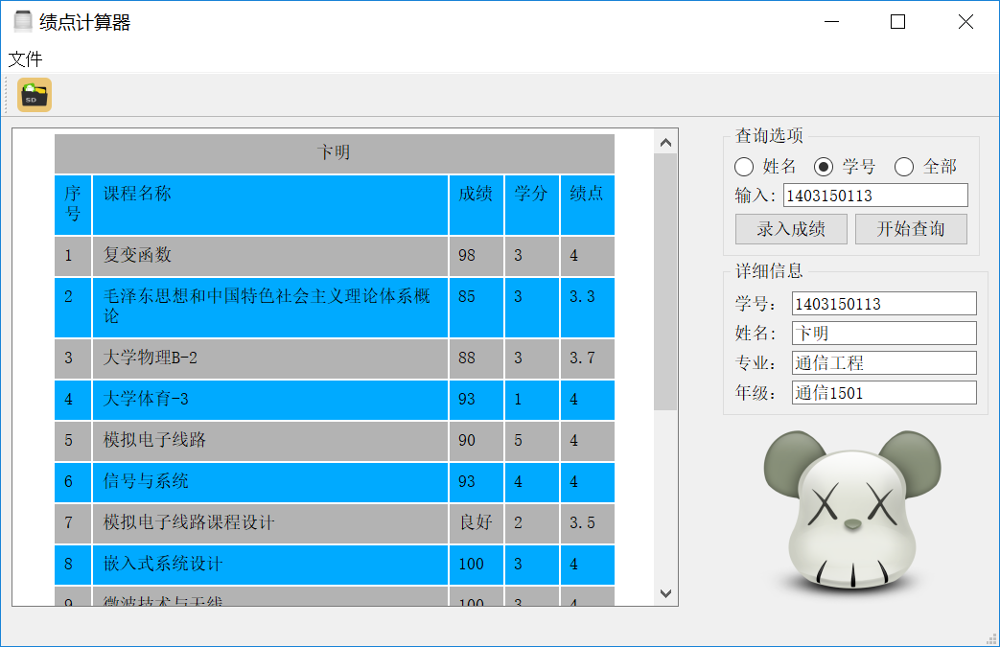 绩点计算器
文件
SD
卞明
序号 课程名称 成绩 学分 绩点
1 复变函数 98 3 4
2 毛泽东思想和中国特色社会主义理论体系概 85 3 3.3
论
3 大学物理B-2 88 3 3.7
4 大学体育-3 93 1 4
5 模拟电子线路 90 5 4
6 信号与系统 93 4 4
7 模拟电子线路课程设计 良好 2 3.5
8 嵌入式系统设计 100 3 4
9 微波技术与天线 100 3 4
查询选项
姓名 学号 全部
输入: 1403150113
录入成绩 开始查询
详细信息
学号: 1403150113
姓名: 卞明
专业: 通信工程
年级: 通信1501